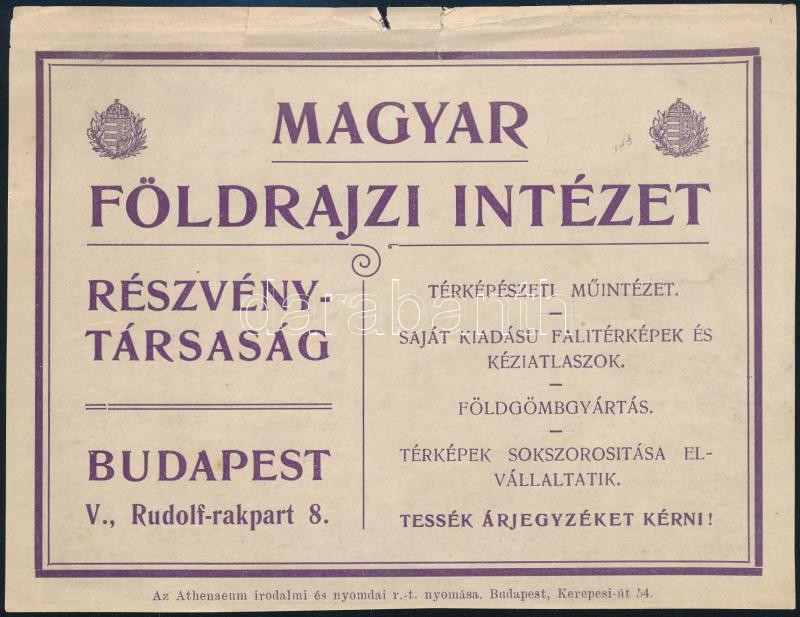 MAGYAR
FÖLDRAJZI INTÉZET
RÉSZVÉNY-
TÁRSASÁG
BUDAPEST
V., Rudolf-rakpart 8.
TÉRKÉPÉSZETI MŰINTÉZET.
SAJÁT KIADÁSU FALITÉRKÉPEK ÉS
KÉZIATLASZOK.
FÖLDGÖMBGYÁRTÁS.
TÉRKÉPEK SOKSZOROSITÁSA EL-
VÁLLALTATIK.
TESSÉK ÁRJEGYZÉKET KÉRNI!
Az Athenaeum irodalmi és nyomdai r.-t. nyomása. Budapest, Kerepesi-út 54.
darabanth